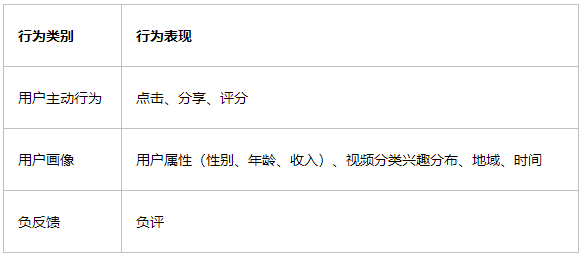 行为类别 行为表现
用户主动行为 点击、分享、评分
用户画像 用户属性（性别、年龄、收入）、视频分类兴趣分布、地域、时间
负反馈 负评